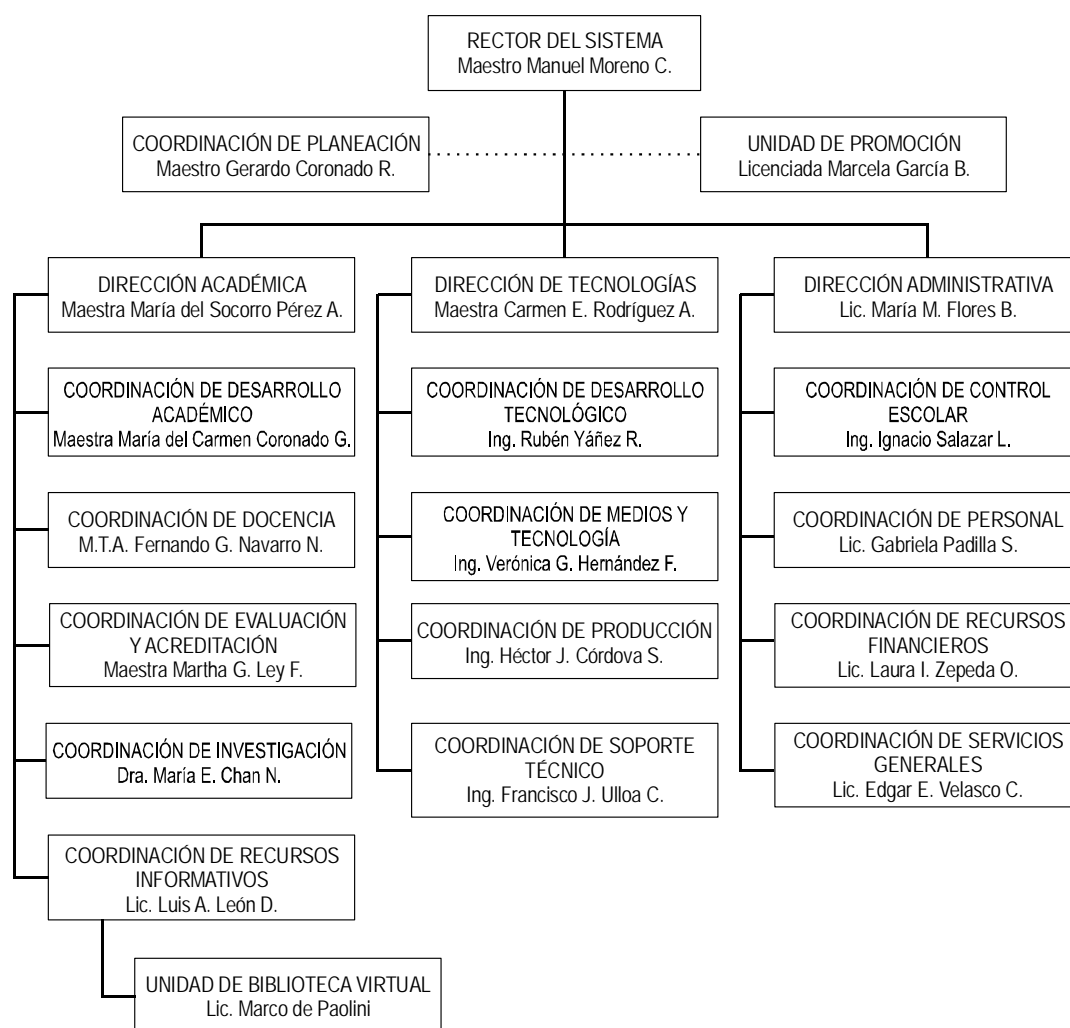 RECTOR DEL SISTEMA
Maestro Manuel Moreno C.
COORDINACIÓN DE PLANEACIÓN
Maestro Gerardo Coronado R.
UNIDAD DE PROMOCIÓN
Licenciada Marcela García B.
DIRECCIÓN ACADÉMICA
Maestra María del Socorro Pérez A.
COORDINACIÓN DE DESARROLLO
ACADÉMICO
Maestra María del Carmen Coronado G.
COORDINACIÓN DE DOCENCIA
M.T.A. Fernando G. Navarro N.
COORDINACIÓN DE EVALUACIÓN
Y ACREDITACIÓN
Maestra Martha G. Ley F.
COORDINACIÓN DE INVESTIGACIÓN
Dra. María E. Chan N.
COORDINACIÓN DE RECURSOS
INFORMATIVOS
Lic. Luis A. León D.
UNIDAD DE BIBLIOTECA VIRTUAL
Lic. Marco de Paolini
DIRECCIÓN DE TECNOLOGÍAS
Maestra Carmen E. Rodríguez A.
COORDINACIÓN DE DESARROLLO
TECNOLÓGICO
Ing. Rubén Yáñez R.
COORDINACIÓN DE MEDIOS Y
TECNOLOGÍA
Ing. Verónica G. Hernández F.
COORDINACIÓN DE PRODUCCIÓN
Ing. Héctor J. Córdova S.
COORDINACIÓN DE SOPORTE
TÉCNICO
Ing. Francisco J. Ulloa C.
DIRECCIÓN ADMINISTRATIVA
Lic. María M. Flores B.
COORDINACIÓN DE CONTROL
ESCOLAR
Ing. Ignacio Salazar L.
COORDINACIÓN DE PERSONAL
Lic. Gabriela Padilla S.
COORDINACIÓN DE RECURSOS
FINANCIEROS
Lic. Laura I. Zepeda O.
COORDINACIÓN DE SERVICIOS
GENERALES
Lic. Edgar E. Velasco C.